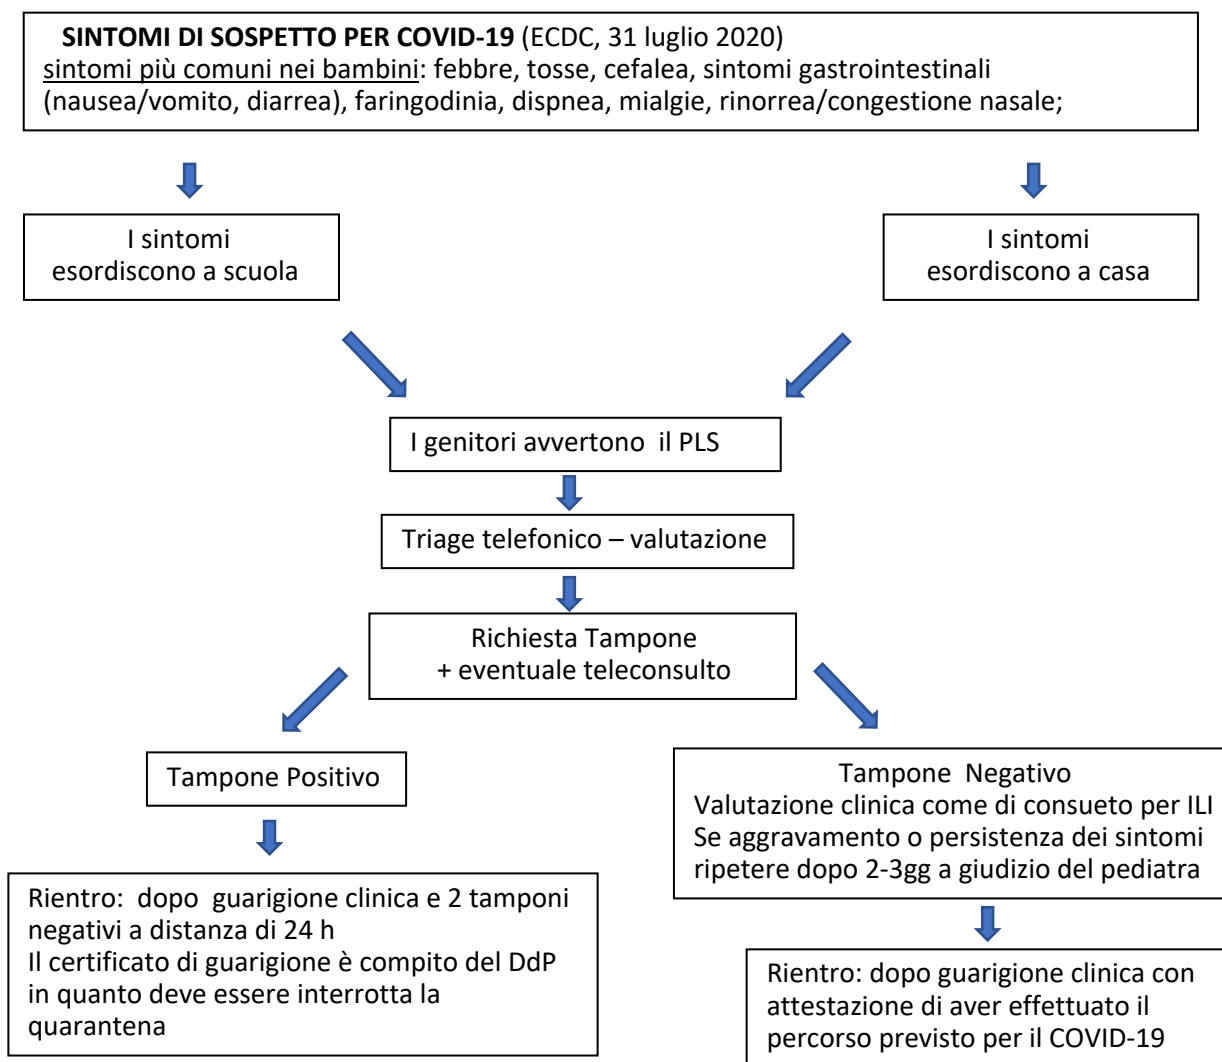 SINTOMI DI SOSPETTO PER COVID-19 (ECDC, 31 luglio 2020)
sintomi più comuni nei bambini: febbre, tosse, cefalea, sintomi gastrointestinali
(nausea/vomito, diarrea), faringodinia, dispnea, mialgie, rinorrea/congestione nasale;
I sintomi
esordiscono a scuola
I sintomi
esordiscono a casa
I genitori avvertono il PLS
Triage telefonico – valutazione
Richiesta Tampone
+ eventuale teleconsulto
Tampone Positivo
Tampone Negativo
Valutazione clinica come di consueto per ILI
Se aggravamento o persistenza dei sintomi
ripetere dopo 2-3gg a giudizio del pediatra
Rientro: dopo guarigione clinica e 2 tamponi
negativi a distanza di 24 h
Il certificato di guarigione è compito del DdP
in quanto deve essere interrotta la
quarantena
Rientro: dopo guarigione clinica con
attestazione di aver effettuato il
percorso previsto per il COVID-19